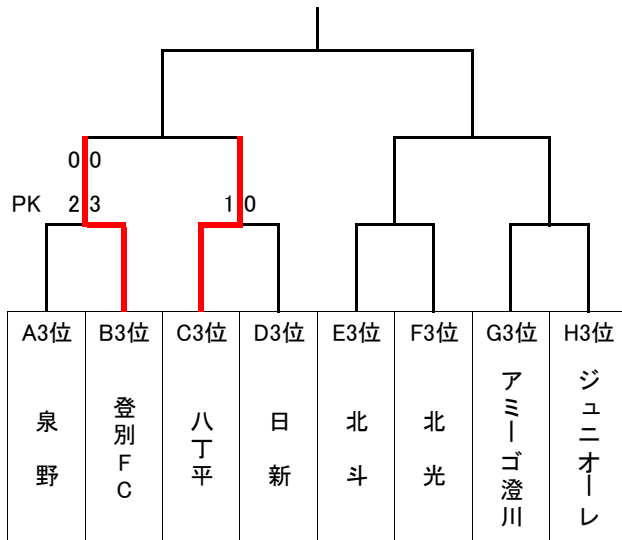 0 0
PK 2 3 1 0
A3位 B3位 C3位 D3位 E3位 F3位 G3位 H3位
泉野
登別FC
八丁平
日新
北斗
北光
アミーゴ澄川
ジュニオーレ